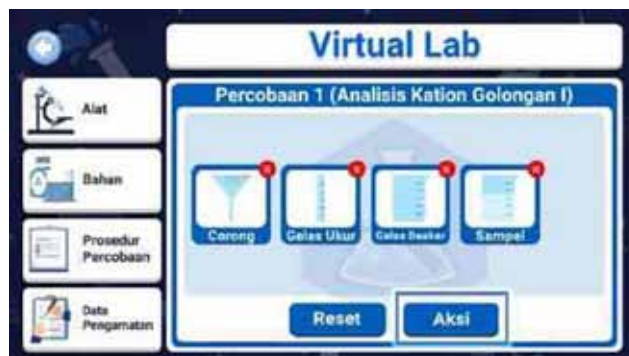 Virtual Lab
Alat
Bahan
Prosedur
Percobaan
Data
Pengamatan
Percobaan 1 (Analisis Kation Golongan I)
Corong
Gelas Ukur
Gelas Beaker
Sampel
Reset
Aksi